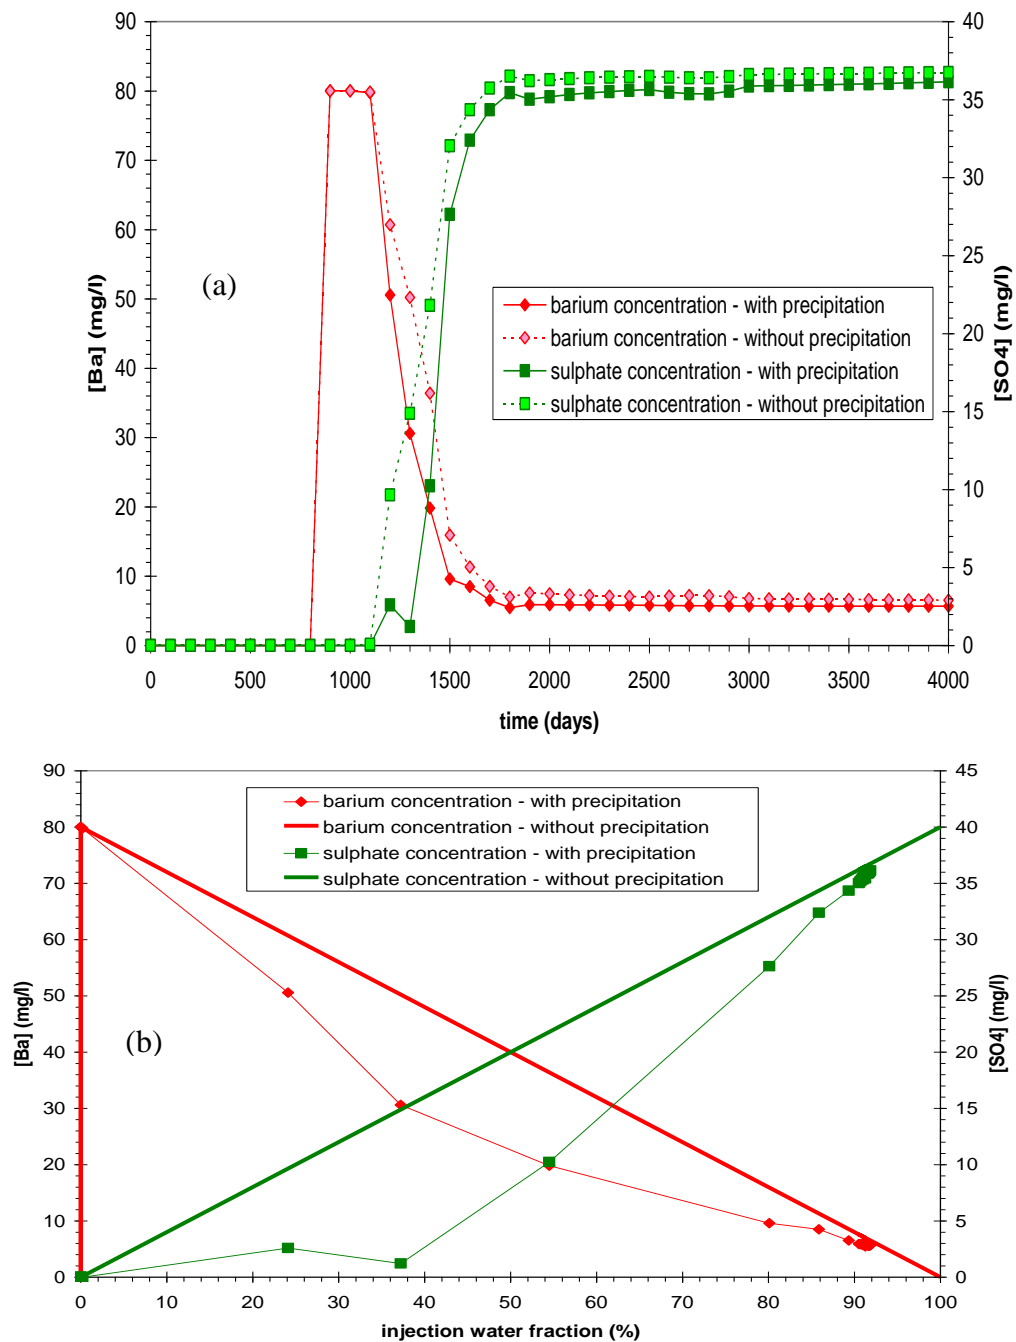 90 40
80 35
70 30
60 25
50 20
40 15
30 10
20 5
10 0
0
[Ba] (mg/l)
[SO4] (mg/l)
(a)
barium concentration - with precipitation
barium concentration - without precipitation
sulphate concentration - with precipitation
sulphate concentration - without precipitation
0 500 1000 1500 2000 2500 3000 3500 4000
time (days)
90 45
80 40
70 35
60 30
50 25
40 20
30 15
20 10
10 5
0 0
[Ba] (mg/l)
[SO4] (mg/l)
(b)
barium concentration - with precipitation
barium concentration - without precipitation
sulphate concentration - with precipitation
sulphate concentration - without precipitation
0 10 20 30 40 50 60 70 80 90 100
injection water fraction (%)